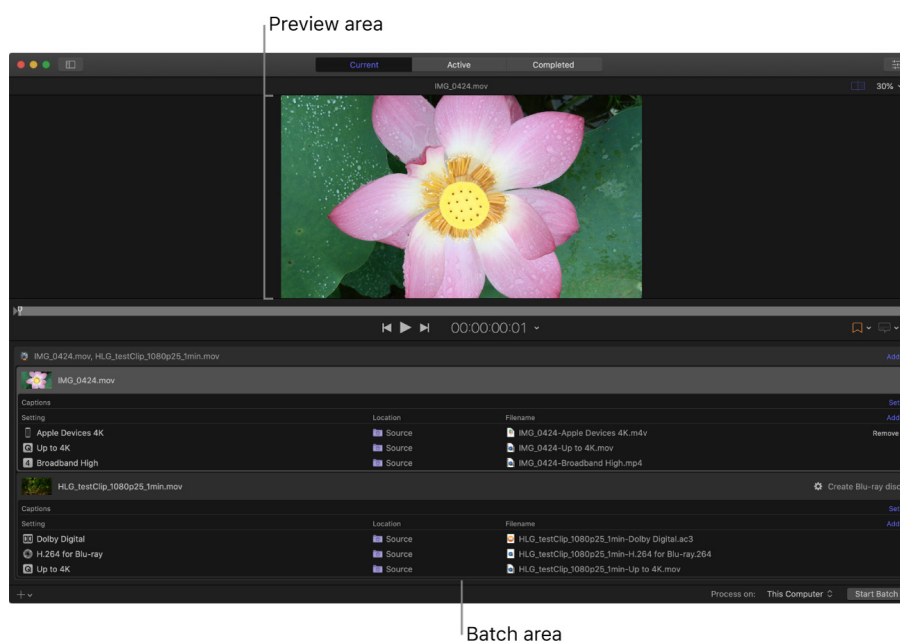 Preview area
Current Active Completed
IMG_0424.mov 30%
00:00:00:01
IMG_0424.mov, HLG_testClip_1080p25_1min.mov Add
IMG_0424.mov
Captions Set
Setting Location Filename Add
Apple Devices 4K Source IMG_0424-Apple Devices 4K.m4v Remove
Up to 4K Source IMG_0424-Up to 4K.mov
4 Broadband High Source IMG_0424-Broadband High.mp4
HLG_testClip_1080p25_1min.mov Create Blu-ray disc
Captions Set
Setting Location Filename Add
Dolby Digital Source HLG_testClip_1080p25_1min-Dolby Digital.ac3
H.264 for Blu-ray Source HLG_testClip_1080p25_1min-H.264 for Blu-ray.264
Up to 4K Source HLG_testClip_1080p25_1min-Up to 4K.mov
Process on: This Computer Start Batch
Batch area